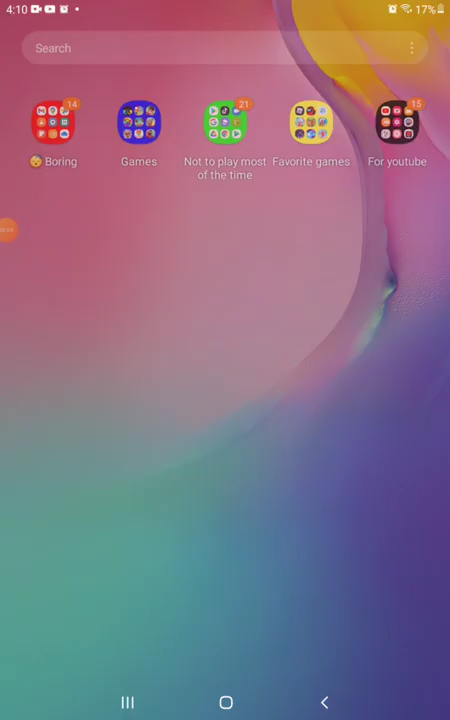 4:10
17%
Search
14
21
15
😴 Boring
Games
Not to play most
of the time
Favorite games
For youtube